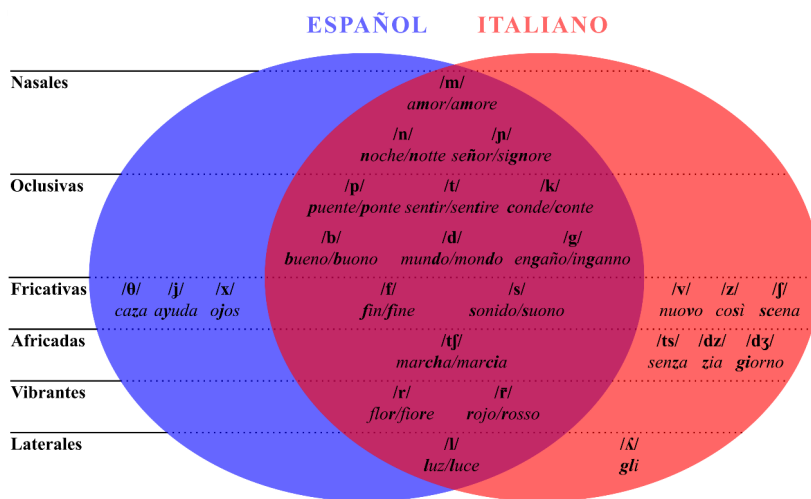 ESPAÑOL ITALIANO
Nasales /m/
amor/amore
/n/ /ɲ/
noche/notte señor/signore
Oclusivas /p/ /t/ /k/
puente/ponte sentir/sentire conde/conte
/b/ /d/ /g/
bueno/buono mundo/mondo engaño/inganno
Fricativas /θ/ /ʝ/ /x/ /f/ /s/ /v/ /z/ /ʃ/
caza ayuda ojos fin/fine sonido/suono nuovo così scena
Africadas /tʃ/ /ts/ /dz/ /dʒ/
marcha/marcia senza zia giorno
Vibrantes /r/ /r̄/
flor/fiore rojo/rosso
Laterales /l/ /ʎ/
luz/luce gli